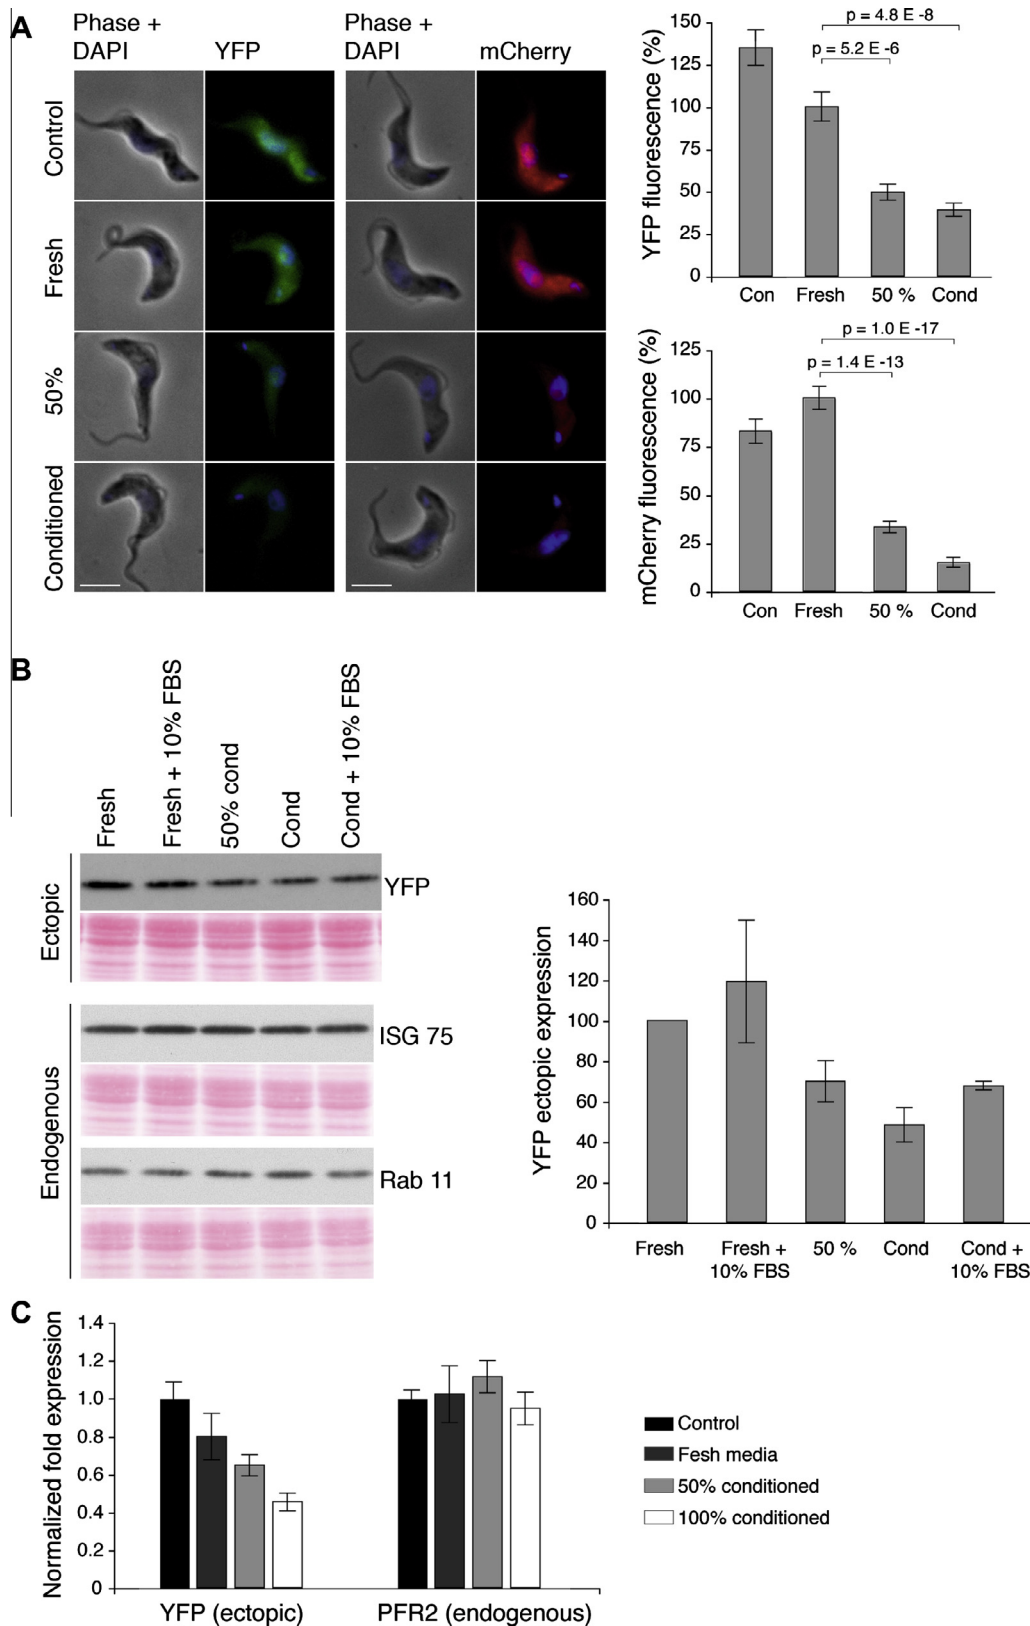 A
Phase +
DAPI
YFP
Phase +
DAPI
mCherry
Control
Fresh
50%
Conditioned
YFP fluorescence (%)
150
125
100
75
50
25
0
p = 4.8 E -8
p = 5.2 E -6
Con
Fresh
50 %
Cond
mCherry fluorescence (%)
125
100
75
50
25
0
p = 1.0 E -17
p = 1.4 E -13
Con
Fresh
50 %
Cond
B
Fresh
Fresh + 10% FBS
50% cond
Cond
Cond + 10% FBS
Ectopic
YFP
Endogenous
ISG 75
Rab 11
YFP ectopic expression
160
140
120
100
80
60
40
20
0
Fresh
Fresh +
10% FBS
50 %
Cond
Cond +
10% FBS
C
Normalized fold expression
1.4
1.2
1.0
0.8
0.6
0.4
0.2
0
YFP (ectopic)
PFR2 (endogenous)
Control
Fesh media
50% conditioned
100% conditioned